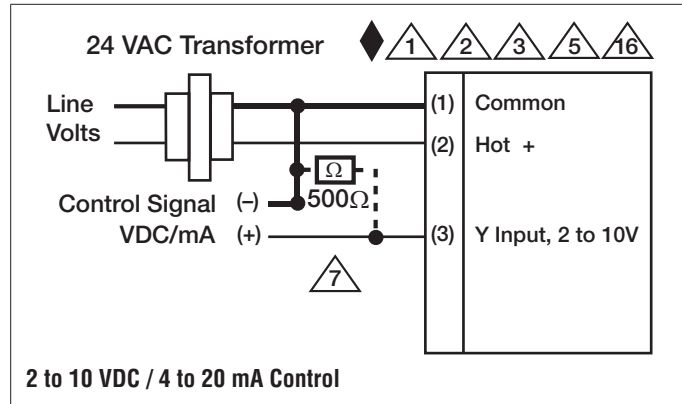 24 VAC Transformer 1 2 3 5 16
Line
Volts
(1) Common
(2) Hot +
Ω
500Ω
Control Signal (–)
VDC/mA (+)
(3) Y Input, 2 to 10V
7
2 to 10 VDC / 4 to 20 mA Control